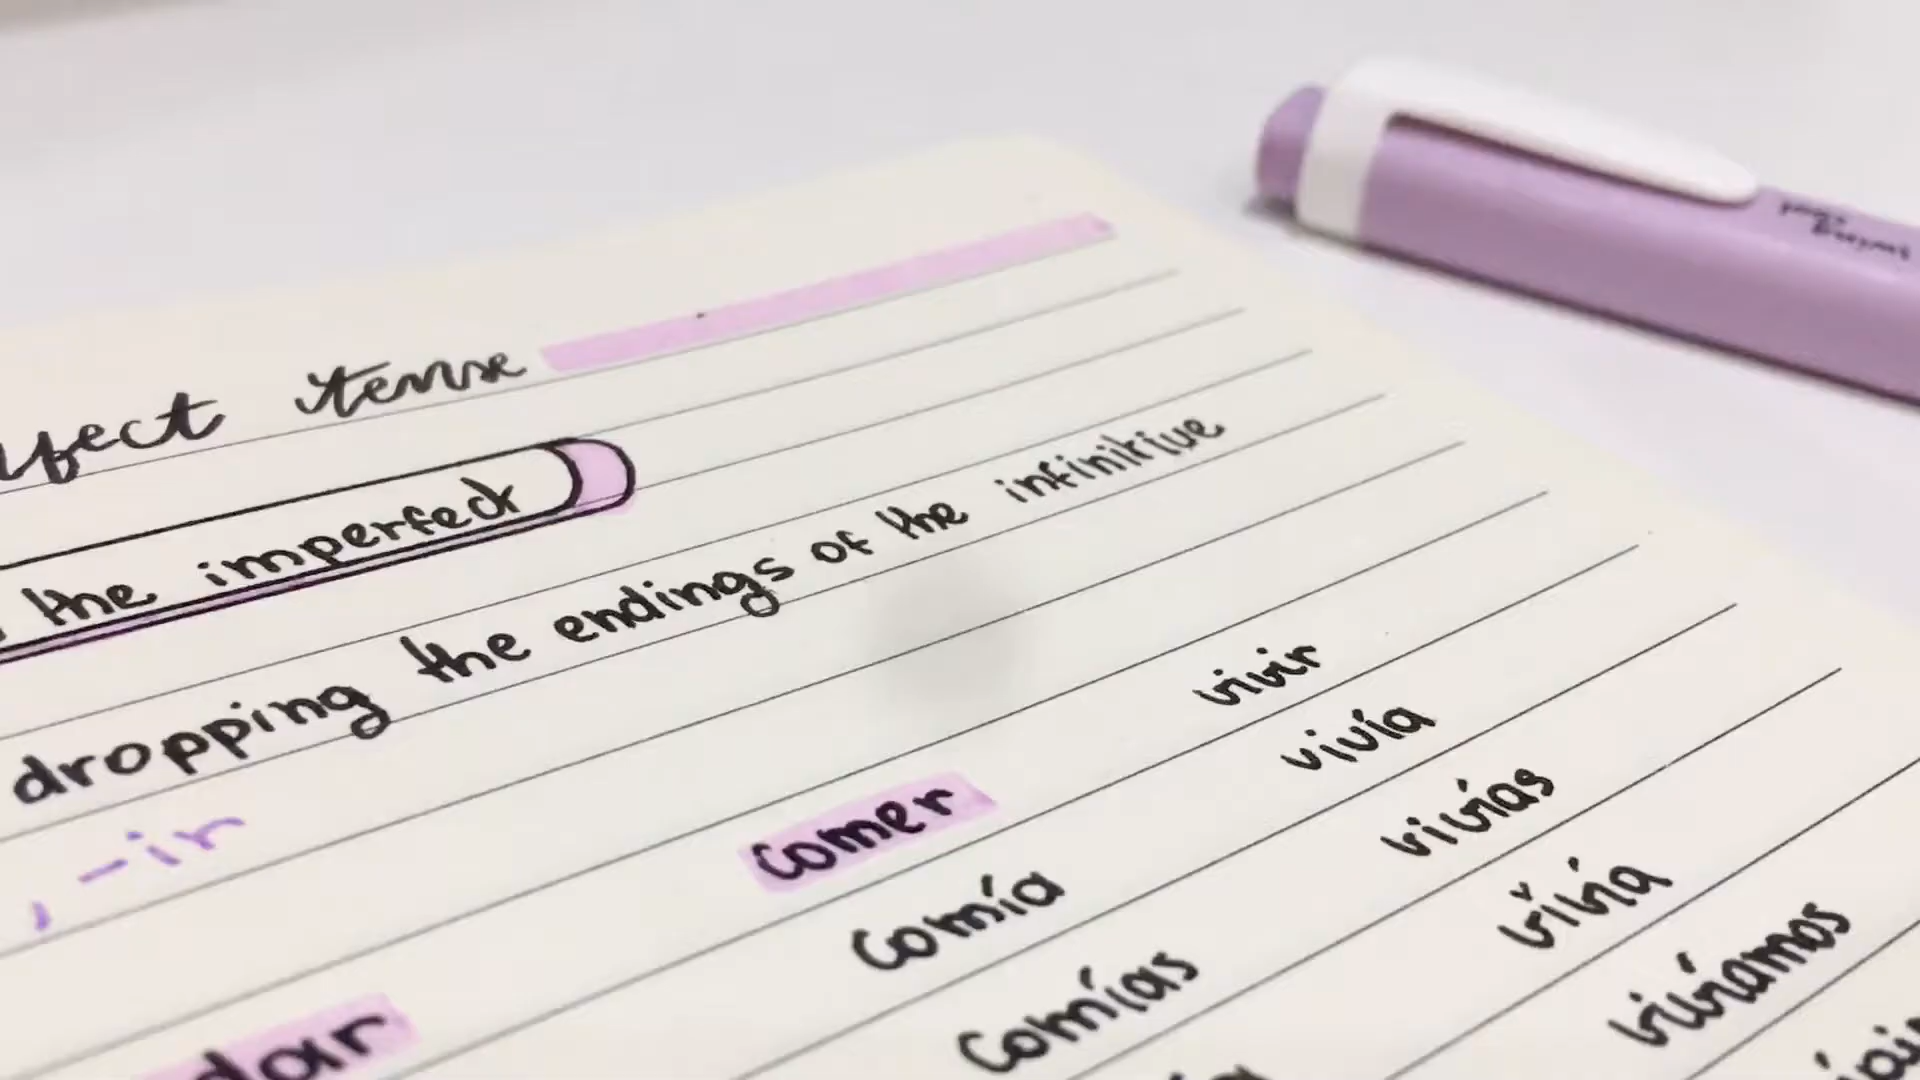 fect tense
the imperfect
dropping the endings of the infinitive
, -ir
comer vivir
comía vivía
comías vivías
vivía
vivíamos
dar